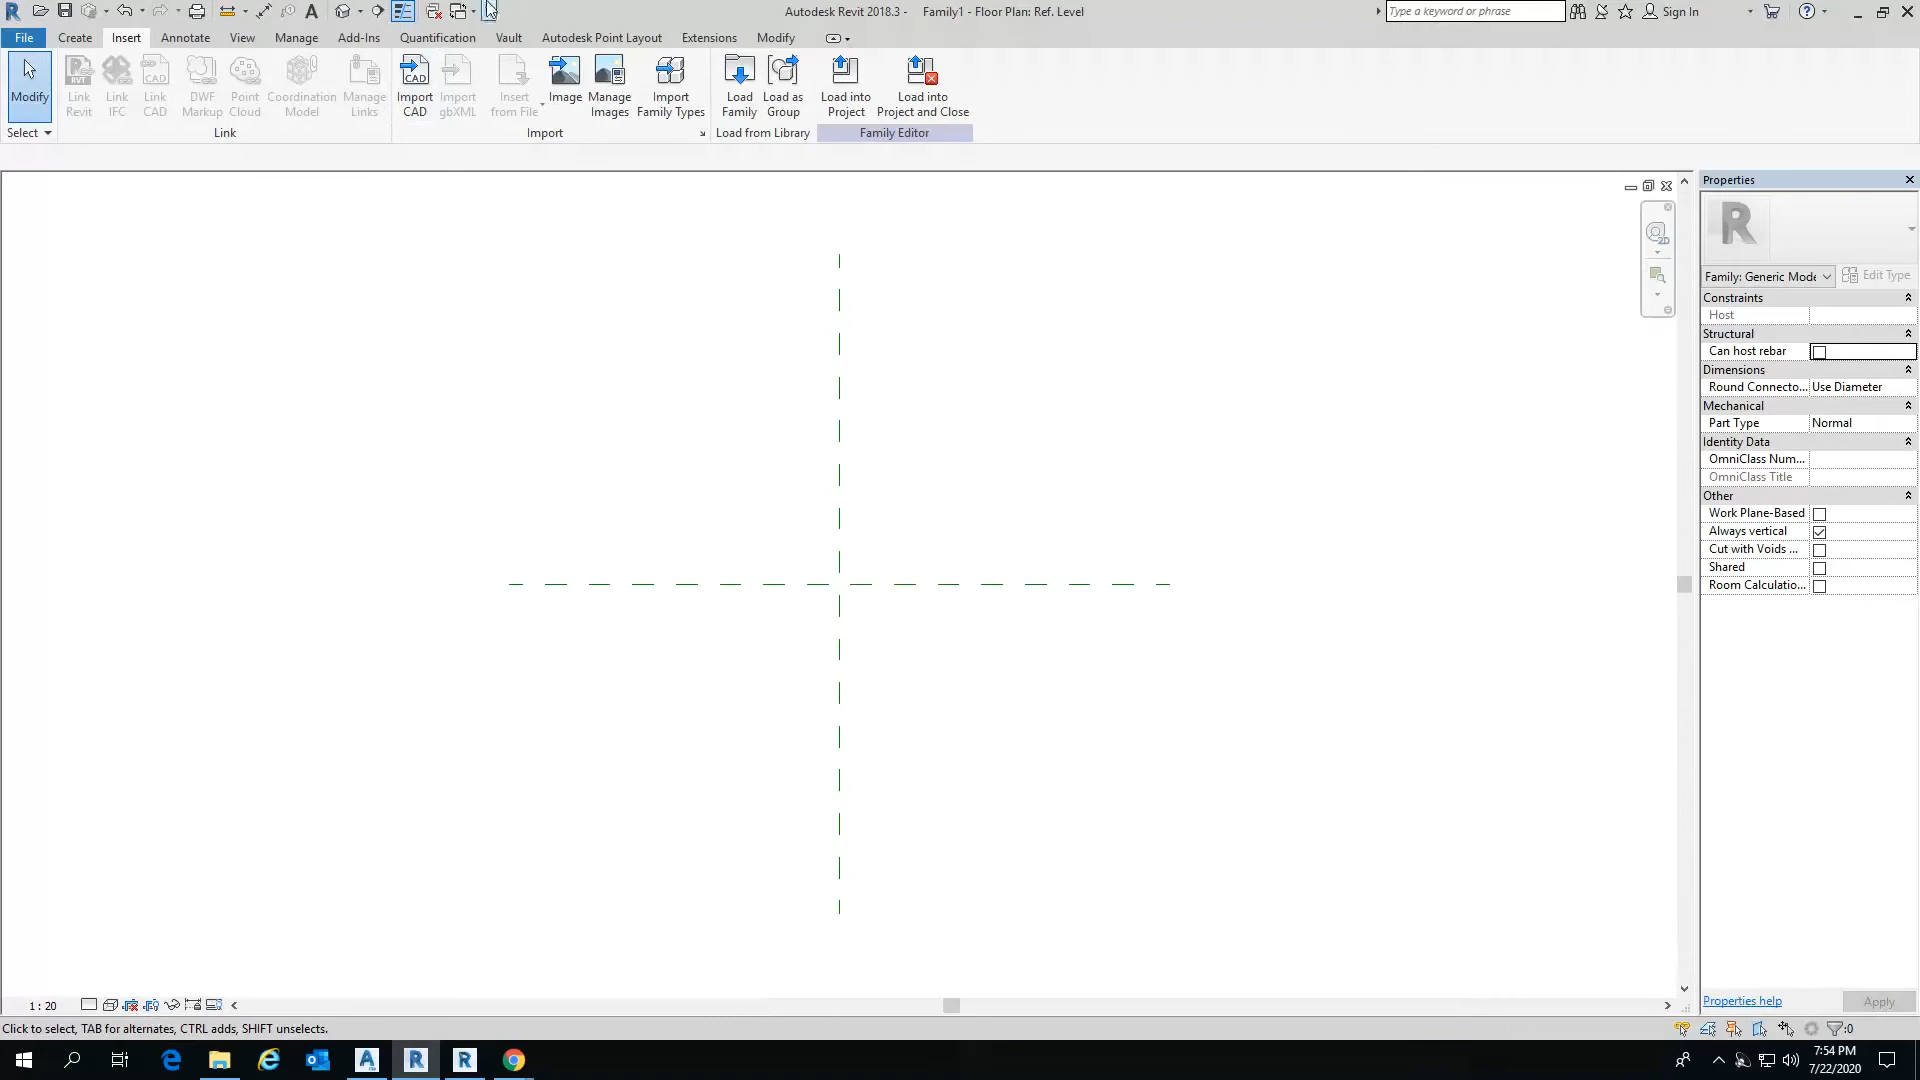 Autodesk Revit 2018.3 - Family1 - Floor Plan: Ref. Level
Type a keyword or phrase
Sign In
File Create Insert Annotate View Manage Add-Ins Quantification Vault Autodesk Point Layout Extensions Modify
Modify
Link Revit
Link IFC
Link CAD
DWF Markup
Point Cloud
Coordination Model
Manage Links
Import CAD
Import gbXML
Insert from File
Image
Manage Images
Import Family Types
Load Family
Load as Group
Load into Project
Load into Project and Close
Select
Link
Import
Load from Library
Family Editor
Properties
Family: Generic Mode
Edit Type
Constraints
Host
Structural
Can host rebar
Dimensions
Round Connecto... Use Diameter
Mechanical
Part Type Normal
Identity Data
OmniClass Num...
OmniClass Title
Other
Work Plane-Based
Always vertical
Cut with Voids ...
Shared
Room Calculatio...
2D
1 : 20
Properties help
Apply
Click to select, TAB for alternates, CTRL adds, SHIFT unselects.
:0
7:54 PM
7/22/2020